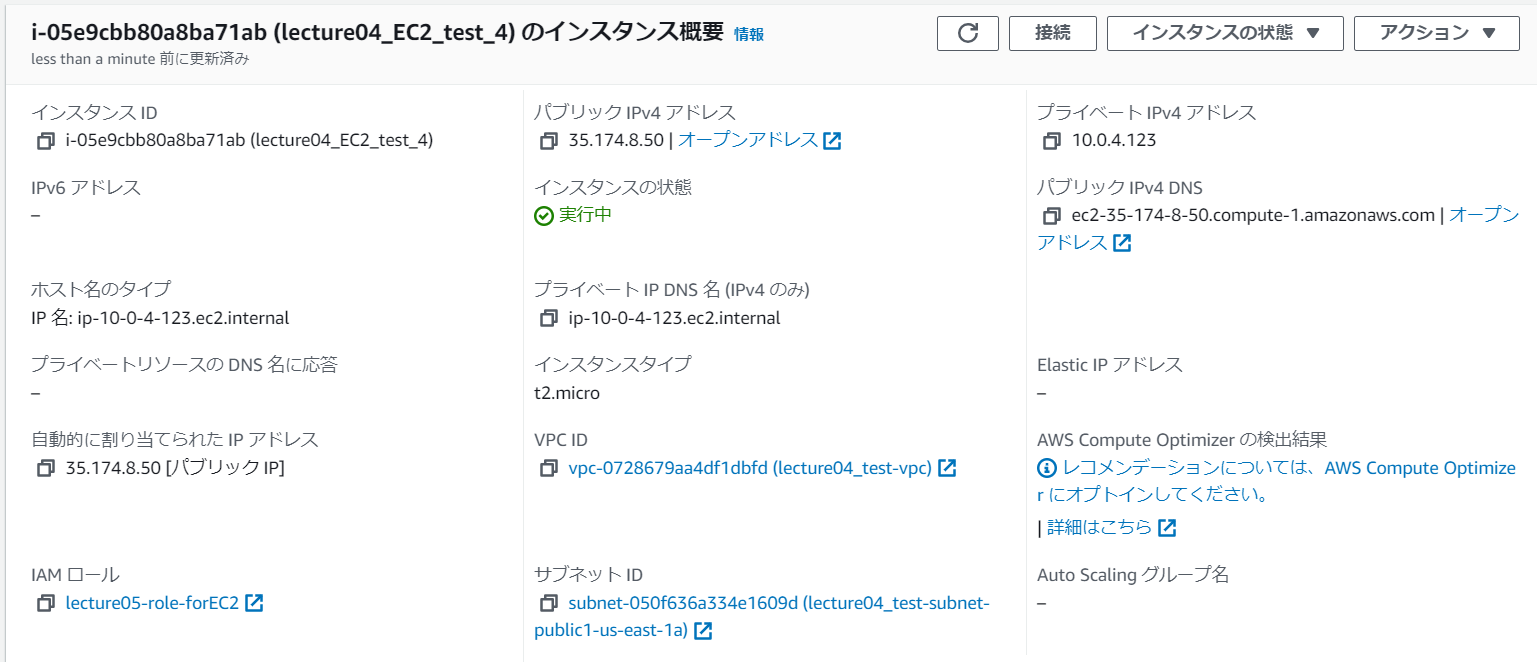 i-05e9cbb80a8ba71ab (lecture04_EC2_test_4) のインスタンス概要 情報
less than a minute 前に更新済み
接続
インスタンスの状態 ▼
アクション ▼
インスタンス ID
i-05e9cbb80a8ba71ab (lecture04_EC2_test_4)
パブリック IPv4 アドレス
35.174.8.50 | オープンアドレス
プライベート IPv4 アドレス
10.0.4.123
IPv6 アドレス
–
インスタンスの状態
実行中
パブリック IPv4 DNS
ec2-35-174-8-50.compute-1.amazonaws.com | オープン
アドレス
ホスト名のタイプ
IP 名: ip-10-0-4-123.ec2.internal
プライベート IP DNS 名 (IPv4 のみ)
ip-10-0-4-123.ec2.internal
プライベートリソースの DNS 名に応答
–
インスタンスタイプ
t2.micro
Elastic IP アドレス
–
自動的に割り当てられた IP アドレス
35.174.8.50 [パブリック IP]
VPC ID
vpc-0728679aa4df1dbfd (lecture04_test-vpc)
AWS Compute Optimizer の検出結果
レコメンデーションについては、AWS Compute Optimize
r にオプトインしてください。
| 詳細はこちら
IAM ロール
lecture05-role-forEC2
サブネット ID
subnet-050f636a334e1609d (lecture04_test-subnet-
public1-us-east-1a)
Auto Scaling グループ名
–